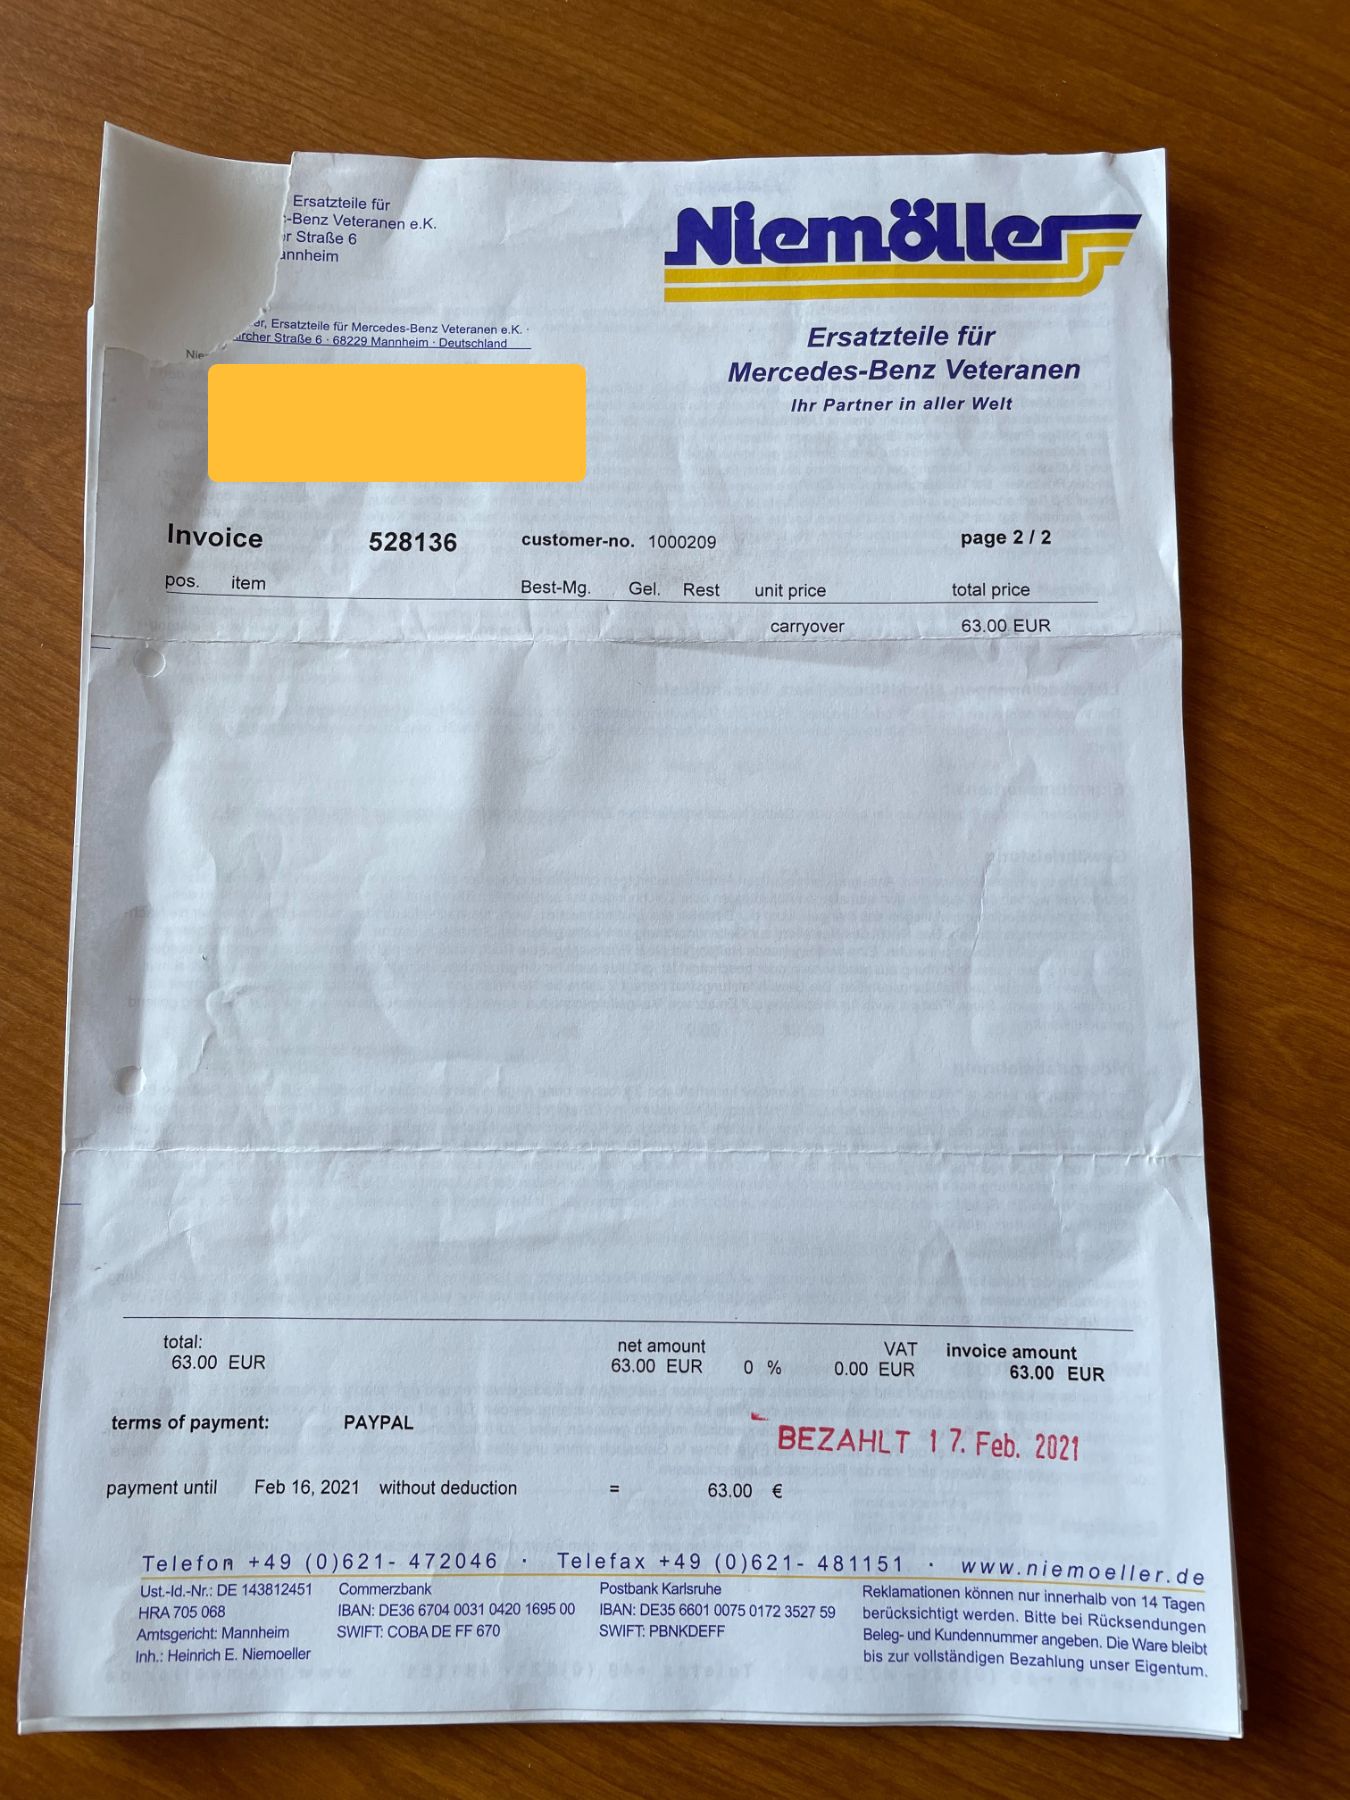 Ersatzteile für
-Benz Veteranen e.K.
r Straße 6
annheim
Niemöller
Ersatzteile für
Mercedes-Benz Veteranen
Ihr Partner in aller Welt
er, Ersatzteile für Mercedes-Benz Veteranen e.K. ·
rcher Straße 6 · 68229 Mannheim · Deutschland
Nie
Invoice 528136 customer-no. 1000209 page 2 / 2
pos. item Best-Mg. Gel. Rest unit price total price
carryover 63.00 EUR
total: net amount VAT invoice amount
63.00 EUR 63.00 EUR 0 % 0.00 EUR 63.00 EUR
terms of payment: PAYPAL
BEZAHLT 17. Feb. 2021
payment until Feb 16, 2021 without deduction = 63.00 €
Telefon +49 (0)621- 472046 · Telefax +49 (0)621- 481151 · www.niemoeller.de
Ust.-Id.-Nr.: DE 143812451 Commerzbank Postbank Karlsruhe Reklamationen können nur innerhalb von 14 Tagen
HRA 705 068 IBAN: DE36 6704 0031 0420 1695 00 IBAN: DE35 6601 0075 0172 3527 59 berücksichtigt werden. Bitte bei Rücksendungen
Amtsgericht: Mannheim SWIFT: COBA DE FF 670 SWIFT: PBNKDEFF Beleg- und Kundennummer angeben. Die Ware bleibt
Inh.: Heinrich E. Niemoeller bis zur vollständigen Bezahlung unser Eigentum.